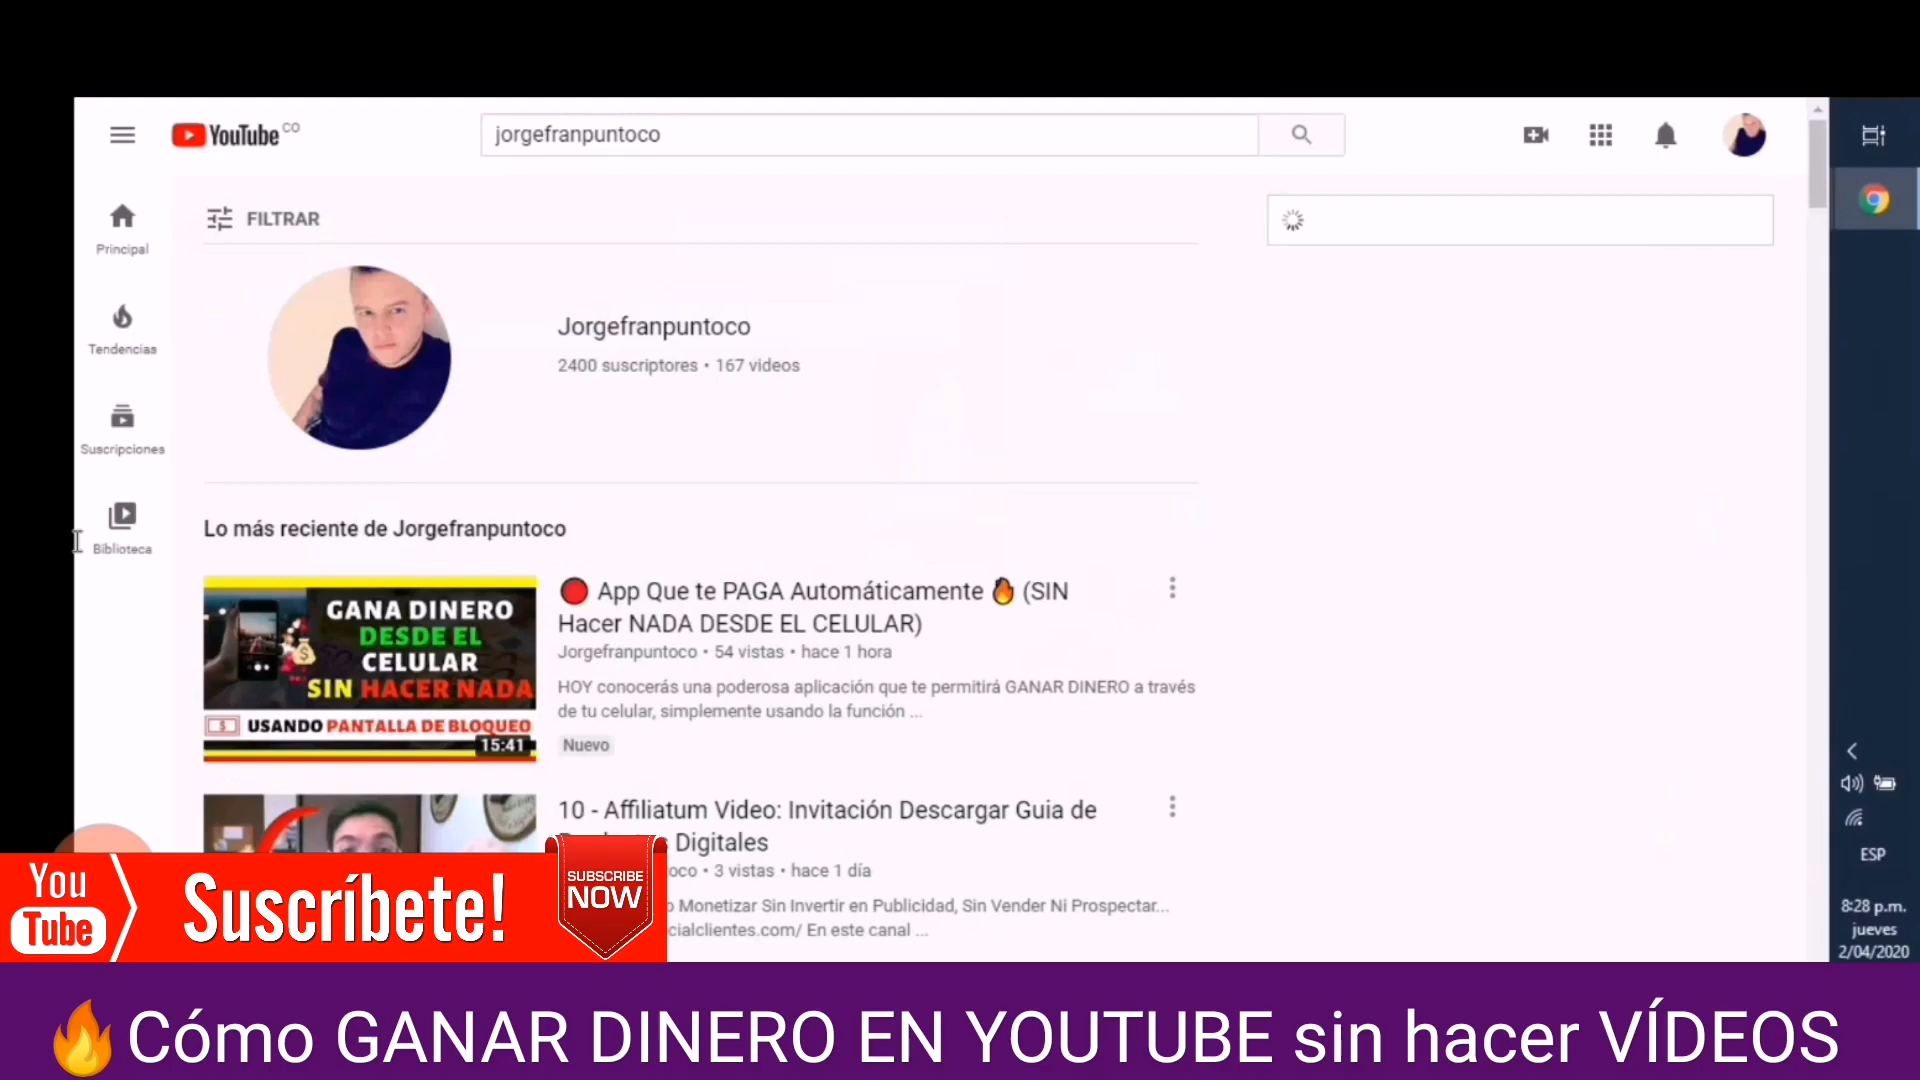 YouTube CO
jorgefranpuntoco
FILTRAR
Principal
Tendencias
Suscripciones
Biblioteca
Jorgefranpuntoco
2400 suscriptores • 167 videos
Lo más reciente de Jorgefranpuntoco
GANA DINERO
DESDE EL
CELULAR
SIN HACER NADA
USANDO PANTALLA DE BLOQUEO
15:41
🔴 App Que te PAGA Automáticamente 🔥 (SIN
Hacer NADA DESDE EL CELULAR)
Jorgefranpuntoco • 54 vistas • hace 1 hora
HOY conocerás una poderosa aplicación que te permitirá GANAR DINERO a través
de tu celular, simplemente usando la función ...
Nuevo
10 - Affiliatum Video: Invitación Descargar Guia de
Digitales
oco • 3 vistas • hace 1 día
o Monetizar Sin Invertir en Publicidad, Sin Vender Ni Prospectar...
cialclientes.com/ En este canal ...
You
Tube
Suscríbete!
SUBSCRIBE
NOW
ESP
8:28 p.m.
jueves
2/04/2020
🔥Cómo GANAR DINERO EN YOUTUBE sin hacer VÍDEOS